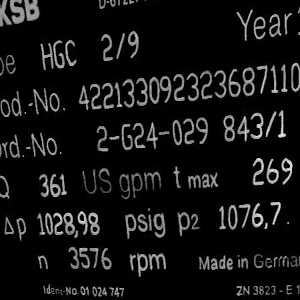 KSB
Year
HGC 2/9
od.-No. 4221330923236871 10
rd.-No. 2-G24-029 843/1
Q 361 US gpm t max 269
Δp 1028,98 psig p2 1076,7
n 3576 rpm Made in German
Ident-No. 01 024 747 ZN 3823 - E 1